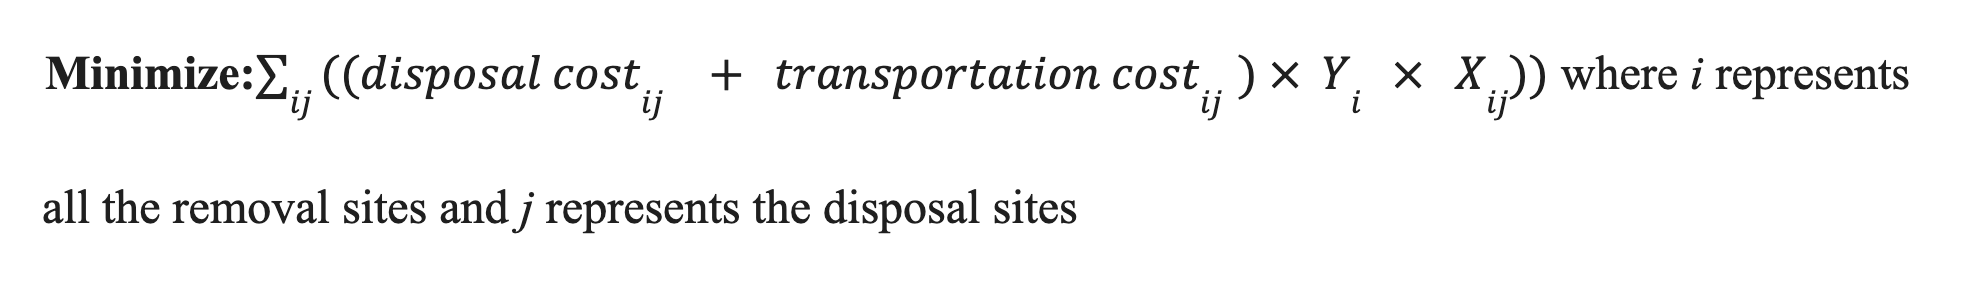 Minimize:∑ij ((disposal costij + transportation costij ) × Yi × Xij)) where i represents
all the removal sites and j represents the disposal sites